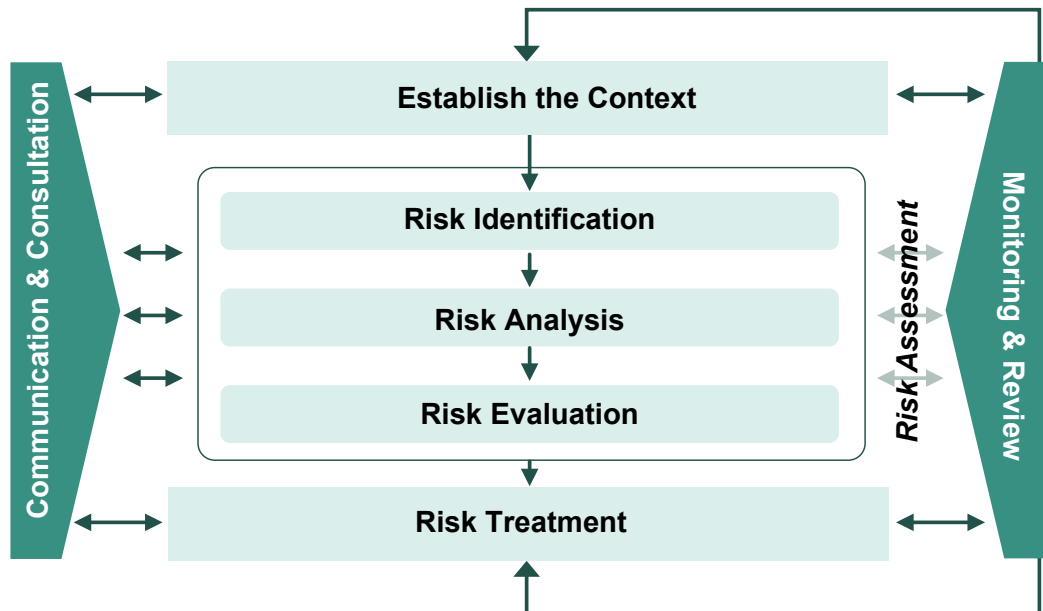 Establish the Context
Communication & Consultation
Risk Identification
Risk Analysis
Risk Evaluation
Risk Assessment
Monitoring & Review
Risk Treatment